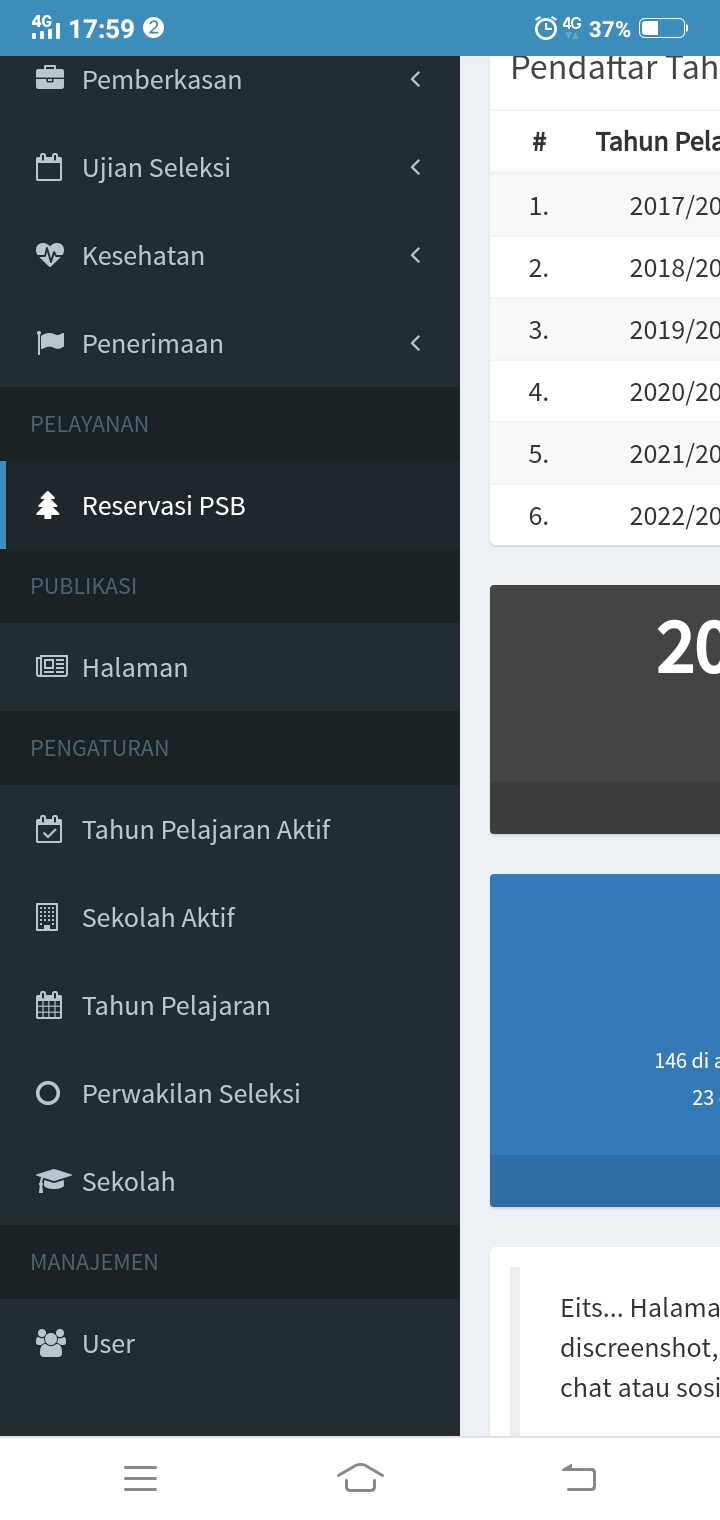 4G 17:59 2 4G 37%
Pemberkasan
Ujian Seleksi
Kesehatan
Penerimaan
PELAYANAN
Reservasi PSB
PUBLIKASI
Halaman
PENGATURAN
Tahun Pelajaran Aktif
Sekolah Aktif
Tahun Pelajaran
Perwakilan Seleksi
Sekolah
MANAJEMEN
User
Pendaftar Tah
# Tahun Pela
1. 2017/20
2. 2018/20
3. 2019/20
4. 2020/20
5. 2021/20
6. 2022/20
20
146 di a
23
Eits... Halama
discreenshot,
chat atau sosi